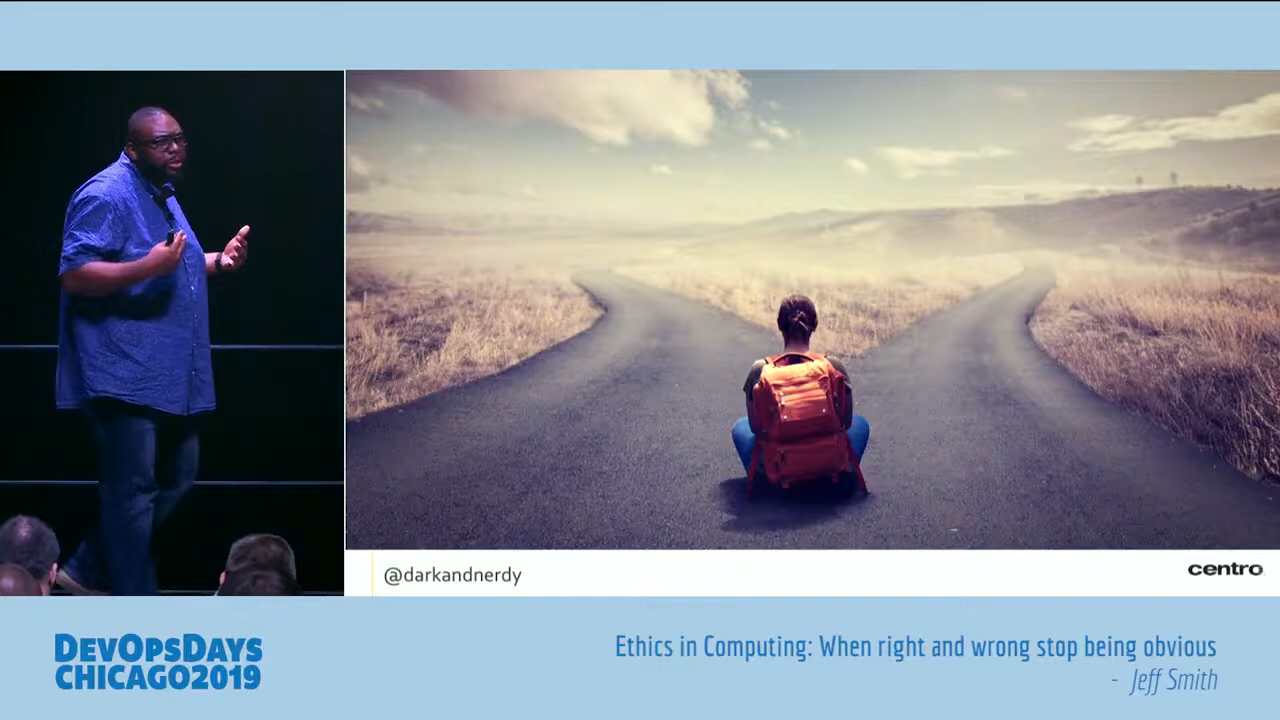 @darkandnerdy
centro
DEVOPSDAYS
CHICAGO2019
Ethics in Computing: When right and wrong stop being obvious
- Jeff Smith